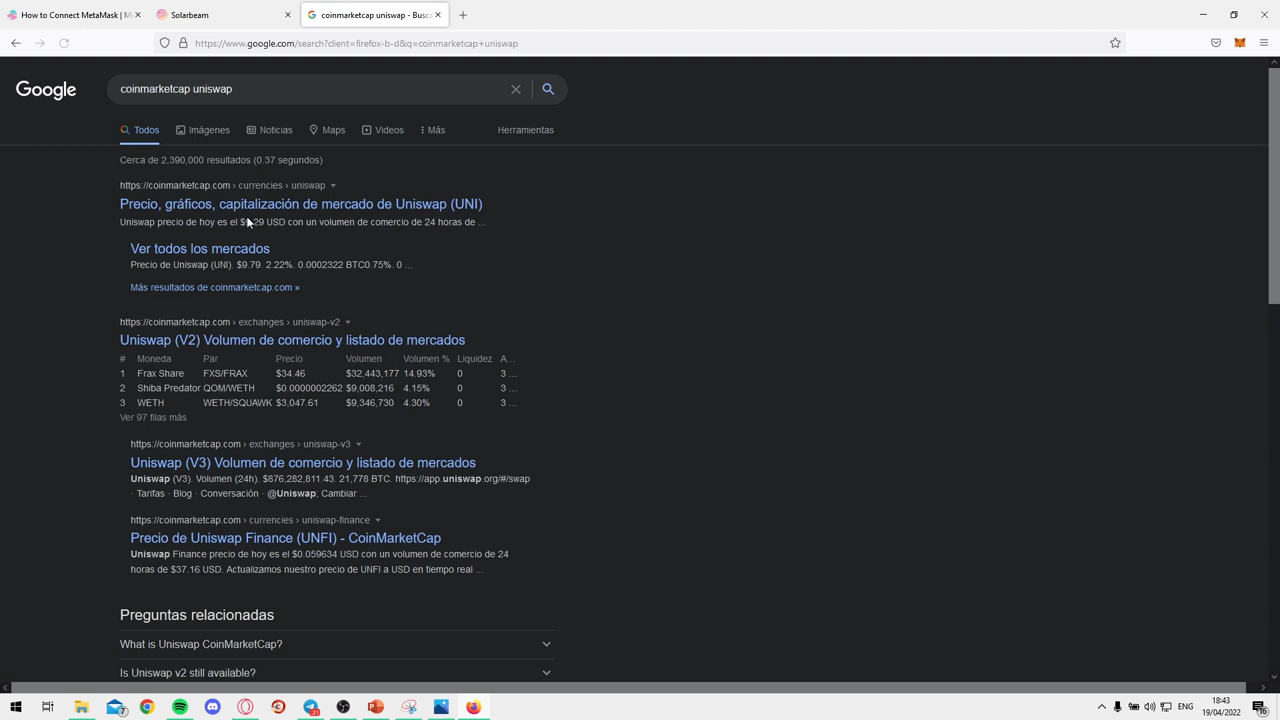 How to Connect MetaMask | M
Solarbeam
coinmarketcap uniswap - Busc
https://www.google.com/search?client=firefox-b-d&q=coinmarketcap+uniswap
Google
coinmarketcap uniswap
Todos Imágenes Noticias Maps Videos Más Herramientas
Cerca de 2,390,000 resultados (0.37 segundos)
https://coinmarketcap.com › currencies › uniswap
Precio, gráficos, capitalización de mercado de Uniswap (UNI)
Uniswap precio de hoy es el $ .29 USD con un volumen de comercio de 24 horas de ...
Ver todos los mercados
Precio de Uniswap (UNI). $9.79. 2.22%. 0.0002322 BTC0.75%. 0 ...
Más resultados de coinmarketcap.com »
https://coinmarketcap.com › exchanges › uniswap-v2
Uniswap (V2) Volumen de comercio y listado de mercados
# Moneda Par Precio Volumen Volumen % Liquidez A...
1 Frax Share FXS/FRAX $34.46 $32,443,177 14.93% 0 3 ...
2 Shiba Predator QOM/WETH $0.0000002262 $9,008,216 4.15% 0 3 ...
3 WETH WETH/SQUAWK $3,047.61 $9,346,730 4.30% 0 3 ...
Ver 97 filas más
https://coinmarketcap.com › exchanges › uniswap-v3
Uniswap (V3) Volumen de comercio y listado de mercados
Uniswap (V3). Volumen (24h). $876,282,811.43. 21,778 BTC. https://app.uniswap.org/#/swap
· Tarifas · Blog · Conversación · @Uniswap; Cambiar ...
https://coinmarketcap.com › currencies › uniswap-finance
Precio de Uniswap Finance (UNFI) - CoinMarketCap
Uniswap Finance precio de hoy es el $0.059634 USD con un volumen de comercio de 24
horas de $37.16 USD. Actualizamos nuestro precio de UNFI a USD en tiempo real ...
Preguntas relacionadas
What is Uniswap CoinMarketCap?
Is Uniswap v2 still available?
7
31
ENG
18:43
19/04/2022
16